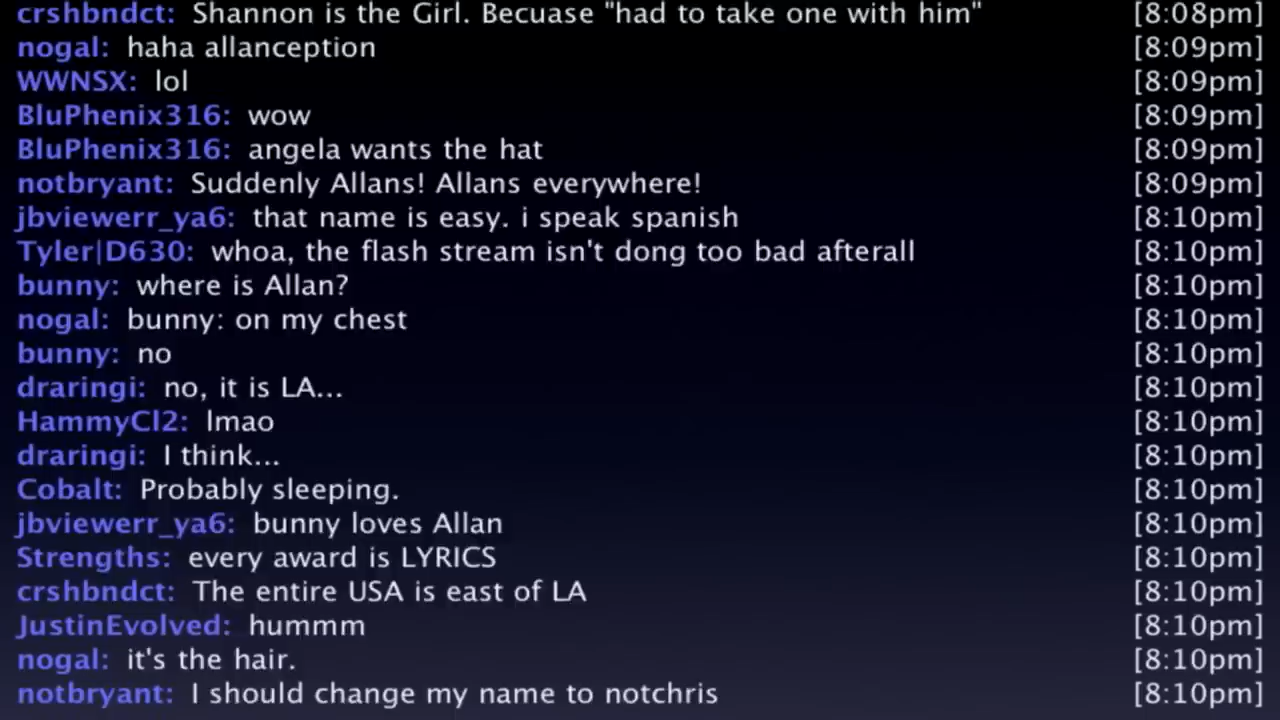 crshbndct: Shannon is the Girl. Becuase "had to take one with him" [8:08pm]
nogal: haha allanception [8:09pm]
WWNSX: lol [8:09pm]
BluPhenix316: wow [8:09pm]
BluPhenix316: angela wants the hat [8:09pm]
notbryant: Suddenly Allans! Allans everywhere! [8:09pm]
jbviewerr_ya6: that name is easy. i speak spanish [8:10pm]
Tyler|D630: whoa, the flash stream isn't dong too bad afterall [8:10pm]
bunny: where is Allan? [8:10pm]
nogal: bunny: on my chest [8:10pm]
bunny: no [8:10pm]
draringi: no, it is LA... [8:10pm]
HammyCl2: lmao [8:10pm]
draringi: I think... [8:10pm]
Cobalt: Probably sleeping. [8:10pm]
jbviewerr_ya6: bunny loves Allan [8:10pm]
Strengths: every award is LYRICS [8:10pm]
crshbndct: The entire USA is east of LA [8:10pm]
JustinEvolved: hummm [8:10pm]
nogal: it's the hair. [8:10pm]
notbryant: I should change my name to notchris [8:10pm]